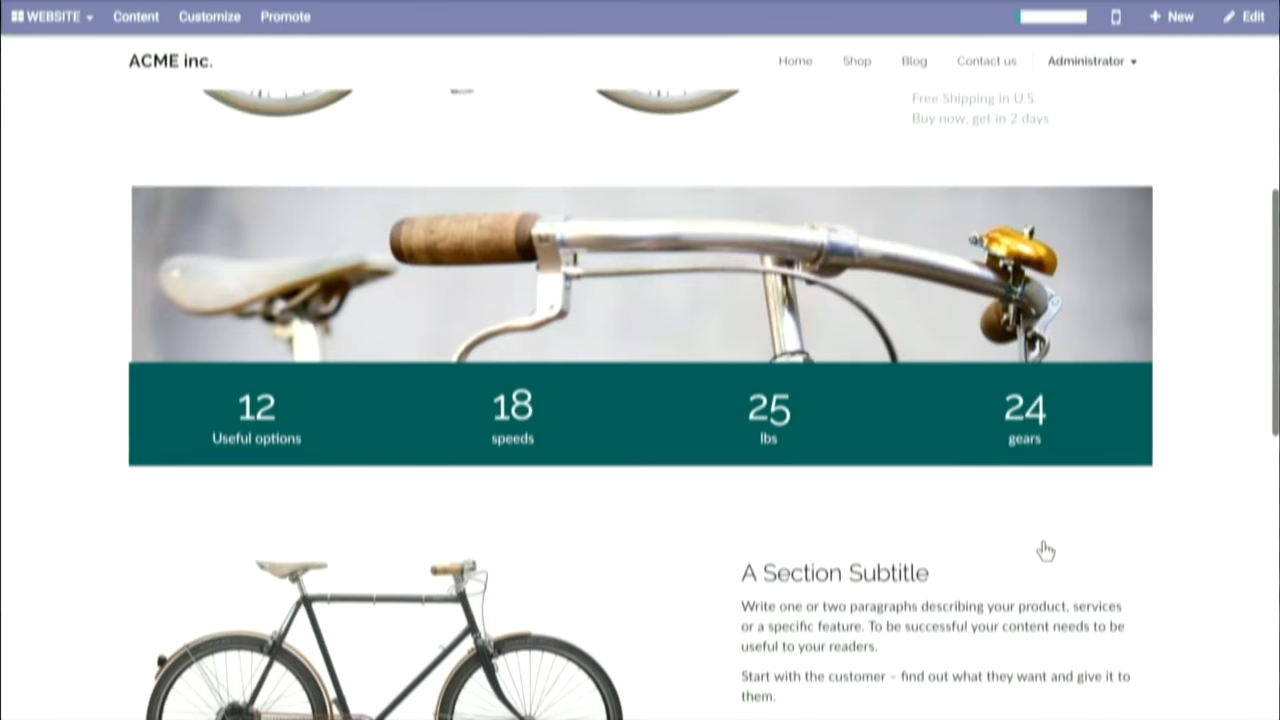 WEBSITE Content Customize Promote New Edit
ACME inc. Home Shop Blog Contact us Administrator
Free Shipping in U.S.
Buy now, get in 2 days
12 18 25 24
Useful options speeds lbs gears
A Section Subtitle
Write one or two paragraphs describing your product, services
or a specific feature. To be successful your content needs to be
useful to your readers.
Start with the customer – find out what they want and give it to
them.